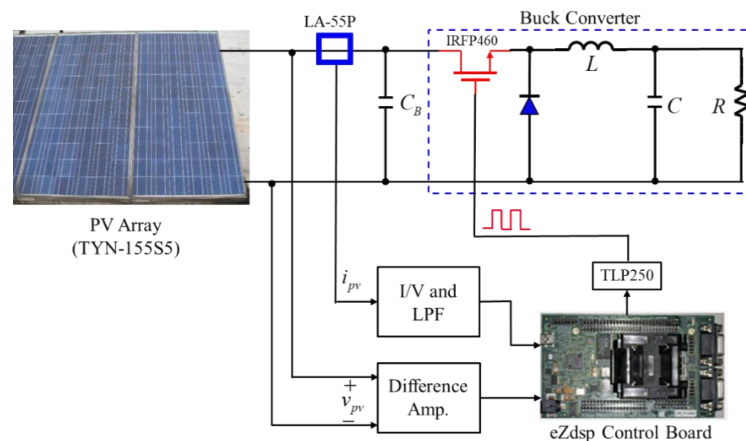 Buck Converter
LA-55P
IRFP460
L
C_B
C
R
PV Array
(TYN-155S5)
TLP250
i_pv
I/V and
LPF
+
v_pv
−
Difference
Amp.
eZdsp Control Board